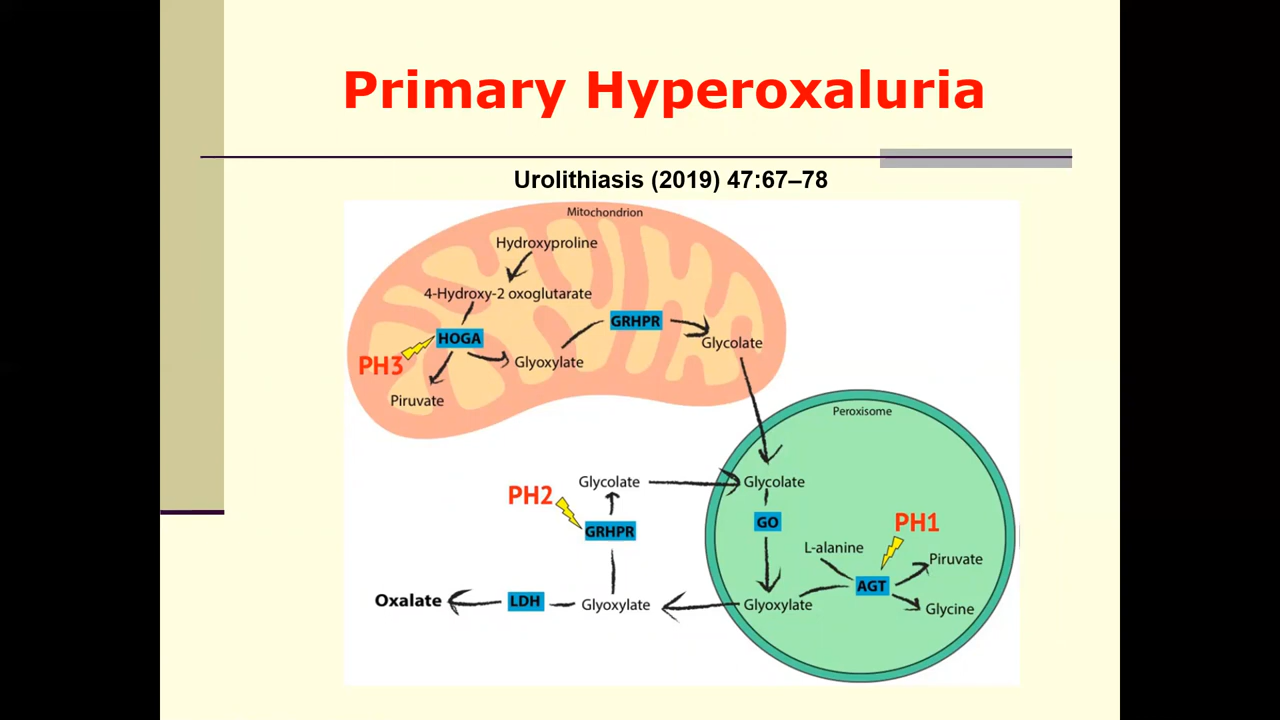 Primary Hyperoxaluria
Urolithiasis (2019) 47:67–78
Mitochondrion
Hydroxyproline
4-Hydroxy-2 oxoglutarate
GRHPR
HOGA
Glycolate
PH3
Glyoxylate
Piruvate
Peroxisome
Glycolate
Glycolate
PH2
GRHPR
GO
PH1
L-alanine
Piruvate
AGT
Oxalate
LDH
Glyoxylate
Glyoxylate
Glycine